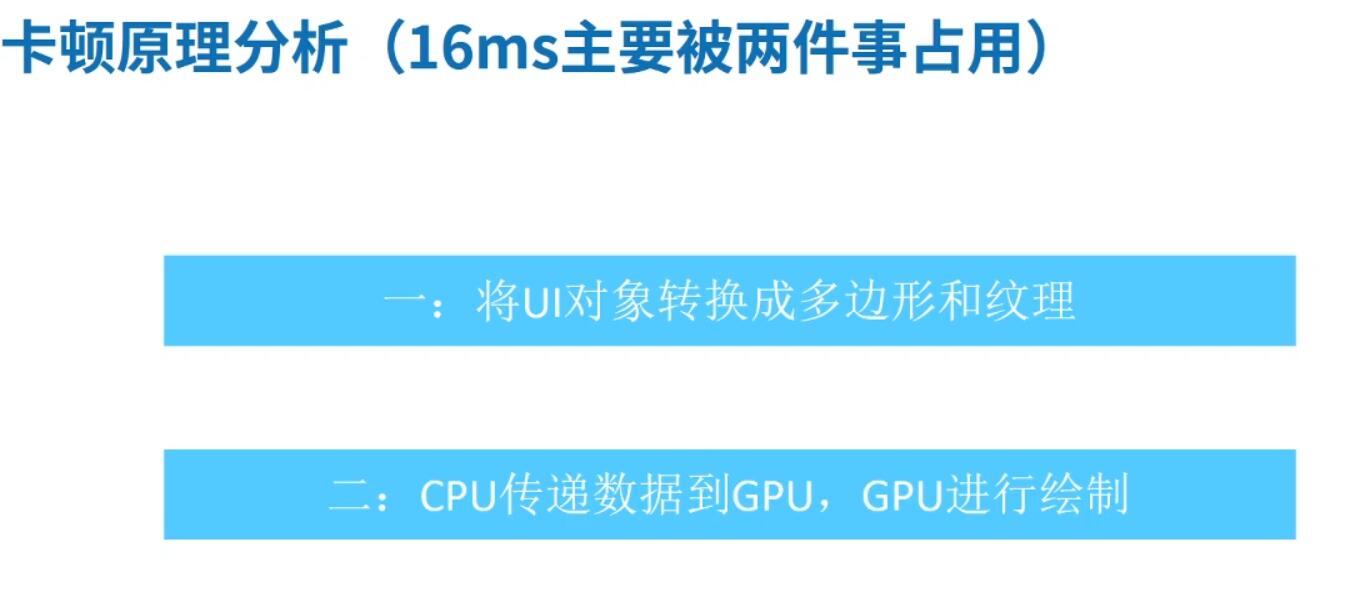 卡顿原理分析（16ms主要被两件事占用）
一：将UI对象转换成多边形和纹理
二：CPU传递数据到GPU，GPU进行绘制